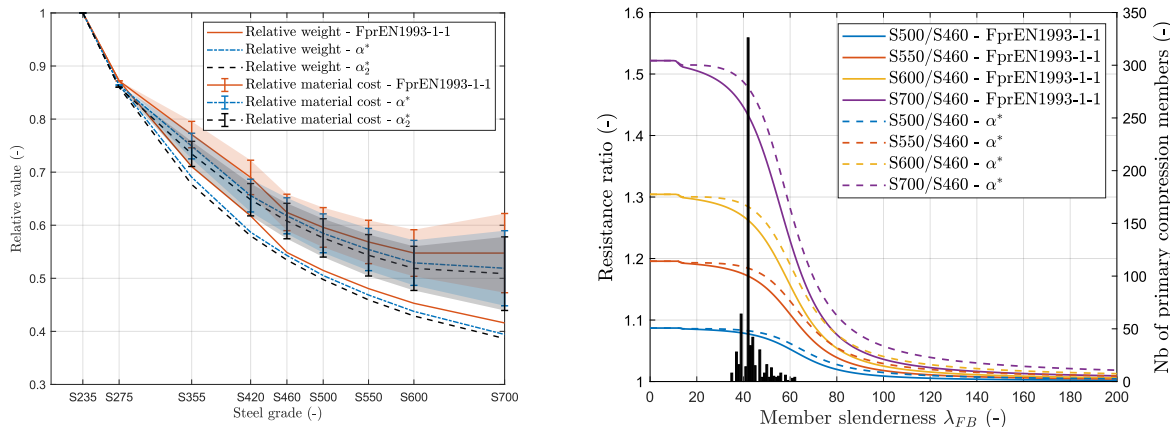 1
0.9
0.8
0.7
0.6
0.5
0.4
0.3
Relative value (-)
S235 S275 S355 S420 S460 S500 S550 S600 S700
Steel grade (-)
Relative weight - FprEN1993-1-1
Relative weight - α*
Relative weight - α₂*
Relative material cost - FprEN1993-1-1
Relative material cost - α*
Relative material cost - α₂*
1.6
1.5
1.4
1.3
1.2
1.1
1
Resistance ratio (-)
0 20 40 60 80 100 120 140 160 180 200
Member slenderness λ_FB (-)
S500/S460 - FprEN1993-1-1
S550/S460 - FprEN1993-1-1
S600/S460 - FprEN1993-1-1
S700/S460 - FprEN1993-1-1
S500/S460 - α*
S550/S460 - α*
S600/S460 - α*
S700/S460 - α*
350
300
250
200
150
100
50
0
Nb of primary compression members (-)